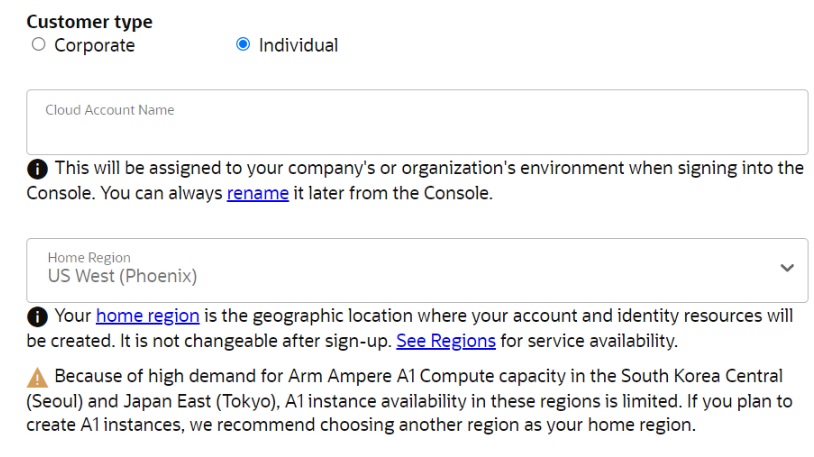 Customer type
Corporate
Individual
Cloud Account Name
This will be assigned to your company's or organization's environment when signing into the
Console. You can always rename it later from the Console.
Home Region
US West (Phoenix)
Your home region is the geographic location where your account and identity resources will
be created. It is not changeable after sign-up. See Regions for service availability.
Because of high demand for Arm Ampere A1 Compute capacity in the South Korea Central
(Seoul) and Japan East (Tokyo), A1 instance availability in these regions is limited. If you plan to
create A1 instances, we recommend choosing another region as your home region.